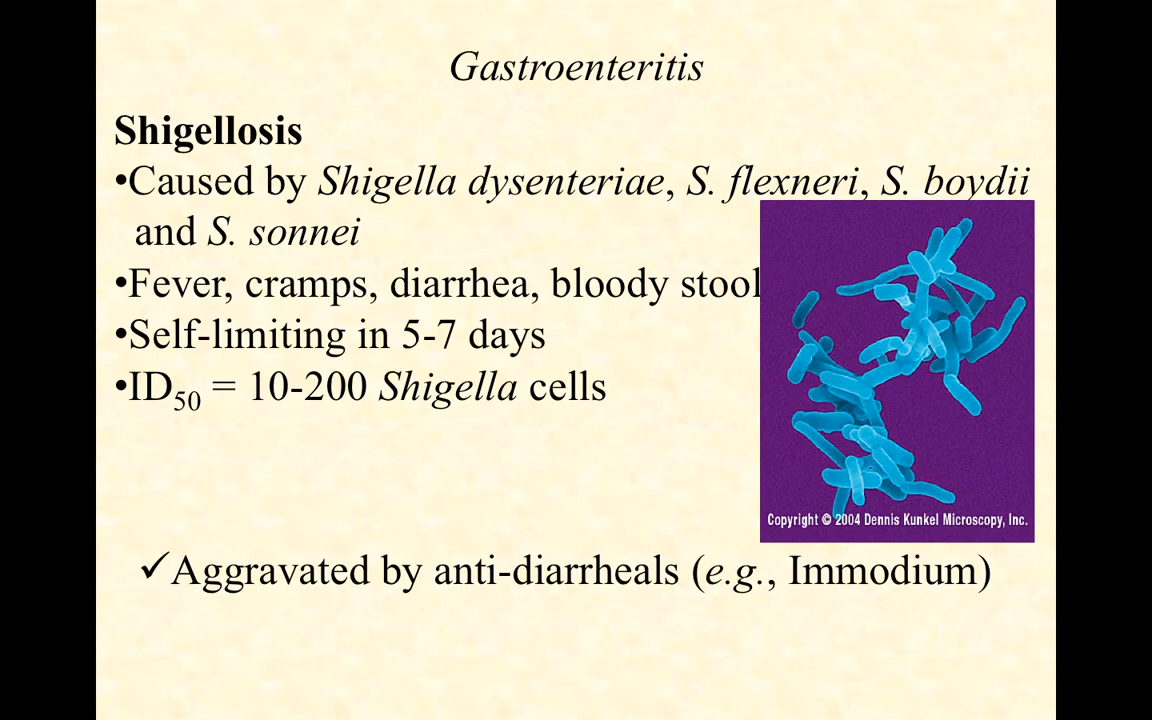 Gastroenteritis
Shigellosis
•Caused by Shigella dysenteriae, S. flexneri, S. boydii
and S. sonnei
•Fever, cramps, diarrhea, bloody stool
•Self-limiting in 5-7 days
•ID50 = 10-200 Shigella cells
Copyright © 2004 Dennis Kunkel Microscopy, Inc.
✓Aggravated by anti-diarrheals (e.g., Immodium)